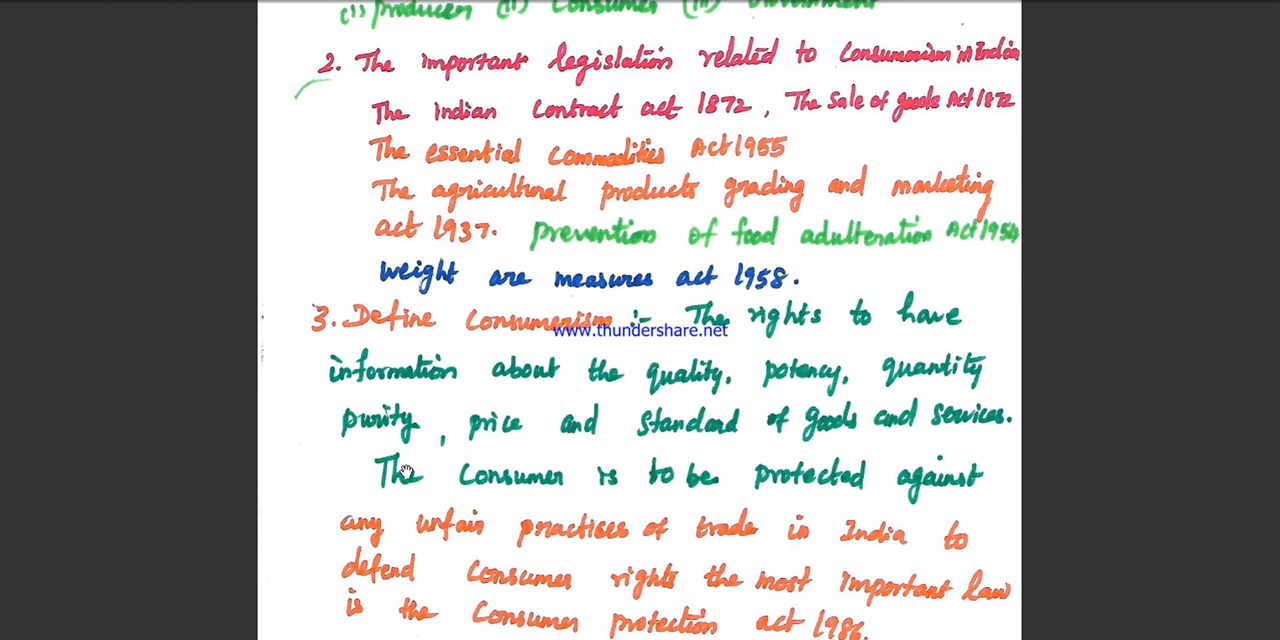 (i) producer (ii) Consumer (iii) Government
2. The important legislation related to Consumerism in India
The Indian Contract act 1872, The Sale of goods Act 1872
The essential Commodities Act 1955
The agricultural products grading and marketing
act 1937. Prevention of food adulteration Act 1954
weight are measures act 1958.
3. Define Consumerism :- The rights to have
www.thundershare.net
information about the quality, potency, quantity
purity, price and Standard of goods and services.
The Consumer is to be protected against
any unfair practices of trade in India to
defend Consumer rights the most important law
is the Consumer protection act 1986.